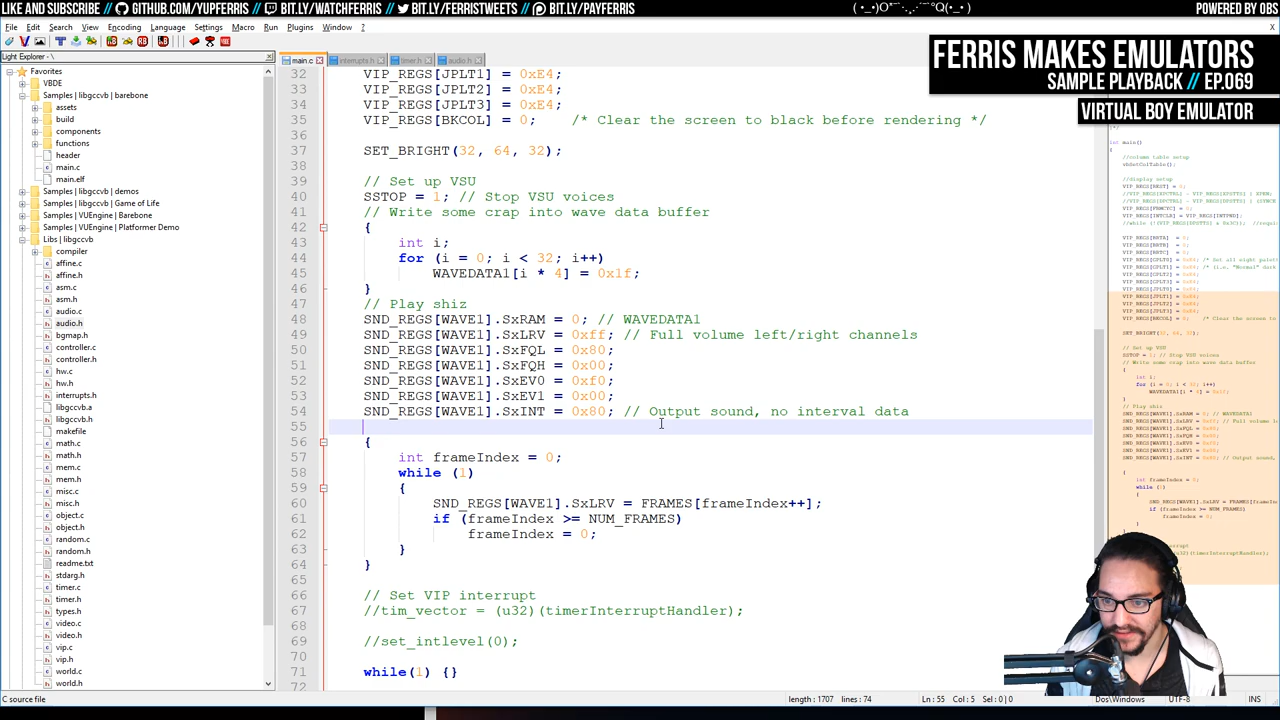 LIKE AND SUBSCRIBE // GITHUB.COM/YUPFERRIS // BIT.LY/WATCHFERRIS // BIT.LY/FERRISTWEETS // BIT.LY/PAYFERRIS
POWERED BY OBS
File Edit Search View Encoding Language Settings Macro Run Plugins Window ?
X
FERRIS MAKES EMULATORS
SAMPLE PLAYBACK // EP.069
VIRTUAL BOY EMULATOR
Light Explorer -
main.c interrupts.h timer.h audio.h
Favorites
VBDE
Samples | libgccvb | barebone
assets
build
components
functions
header
main.c
main.elf
Samples | libgccvb | demos
Samples | libgccvb | Game of Life
Samples | VUEngine | Barebone
Samples | VUEngine | Platformer Demo
Libs | libgccvb
compiler
affine.c
affine.h
asm.c
asm.h
audio.c
audio.h
bgmap.h
controller.c
controller.h
hw.c
hw.h
interrupts.h
libgccvb.a
libgccvb.h
makefile
math.c
math.h
mem.c
mem.h
misc.c
misc.h
object.c
object.h
random.c
random.h
readme.txt
stdarg.h
timer.c
timer.h
types.h
video.c
video.h
vip.c
vip.h
world.c
world.h
32 VIP_REGS[JPLT1] = 0xE4;
33 VIP_REGS[JPLT2] = 0xE4;
34 VIP_REGS[JPLT3] = 0xE4;
35 VIP_REGS[BKCOL] = 0; /* Clear the screen to black before rendering */
36
37 SET_BRIGHT(32, 64, 32);
38
39 // Set up VSU
40 SSTOP = 1; // Stop VSU voices
41 // Write some crap into wave data buffer
42 {
43 int i;
44 for (i = 0; i < 32; i++)
45 WAVEDATA1[i * 4] = 0x1f;
46 }
47 // Play shiz
48 SND_REGS[WAVE1].SxRAM = 0; // WAVEDATA1
49 SND_REGS[WAVE1].SxLRV = 0xff; // Full volume left/right channels
50 SND_REGS[WAVE1].SxFQL = 0x80;
51 SND_REGS[WAVE1].SxFQH = 0x00;
52 SND_REGS[WAVE1].SxEV0 = 0xf0;
53 SND_REGS[WAVE1].SxEV1 = 0x00;
54 SND_REGS[WAVE1].SxINT = 0x80; // Output sound, no interval data
55
56 {
57 int frameIndex = 0;
58 while (1)
59 {
60 SND_REGS[WAVE1].SxLRV = FRAMES[frameIndex++];
61 if (frameIndex >= NUM_FRAMES)
62 frameIndex = 0;
63 }
64 }
65
66 // Set VIP interrupt
67 //tim_vector = (u32)(timerInterruptHandler);
68
69 //set_intlevel(0);
70
71 while(1) {}
72
C source file
length : 1707 lines : 74
Ln : 55 Col : 5 Sel : 0 | 0
Dos\Windows
UTF-8
INS